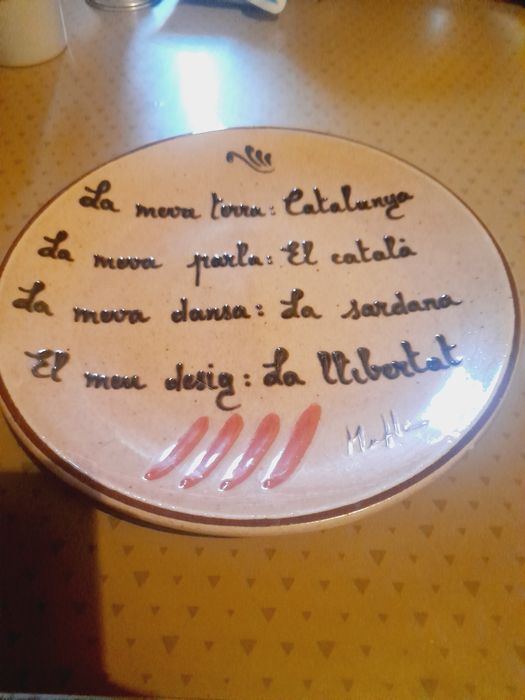 La meva terra: Catalunya
La meva parla: El català
La meva dansa: La sardana
El meu desig: La llibertat